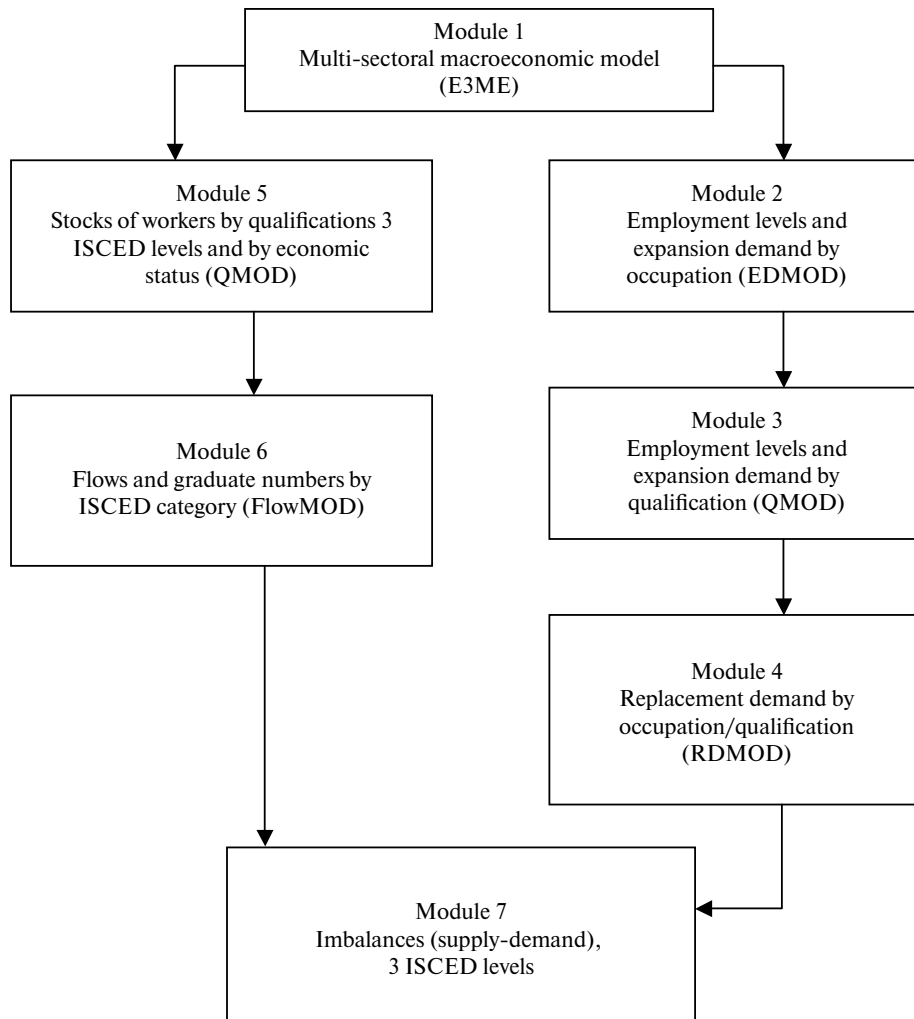 Module 1
Multi-sectoral macroeconomic model
(E3ME)
Module 5
Stocks of workers by qualifications 3
ISCED levels and by economic
status (QMOD)
Module 2
Employment levels and
expansion demand by
occupation (EDMOD)
Module 6
Flows and graduate numbers by
ISCED category (FlowMOD)
Module 3
Employment levels and
expansion demand by
qualification (QMOD)
Module 4
Replacement demand by
occupation/qualification
(RDMOD)
Module 7
Imbalances (supply-demand),
3 ISCED levels